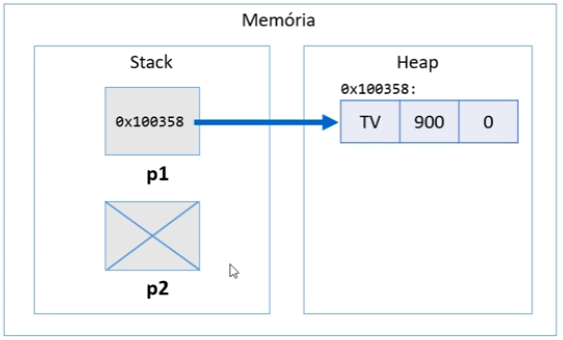 Memória
Stack
Heap
0x100358:
0x100358
TV 900 0
p1
p2